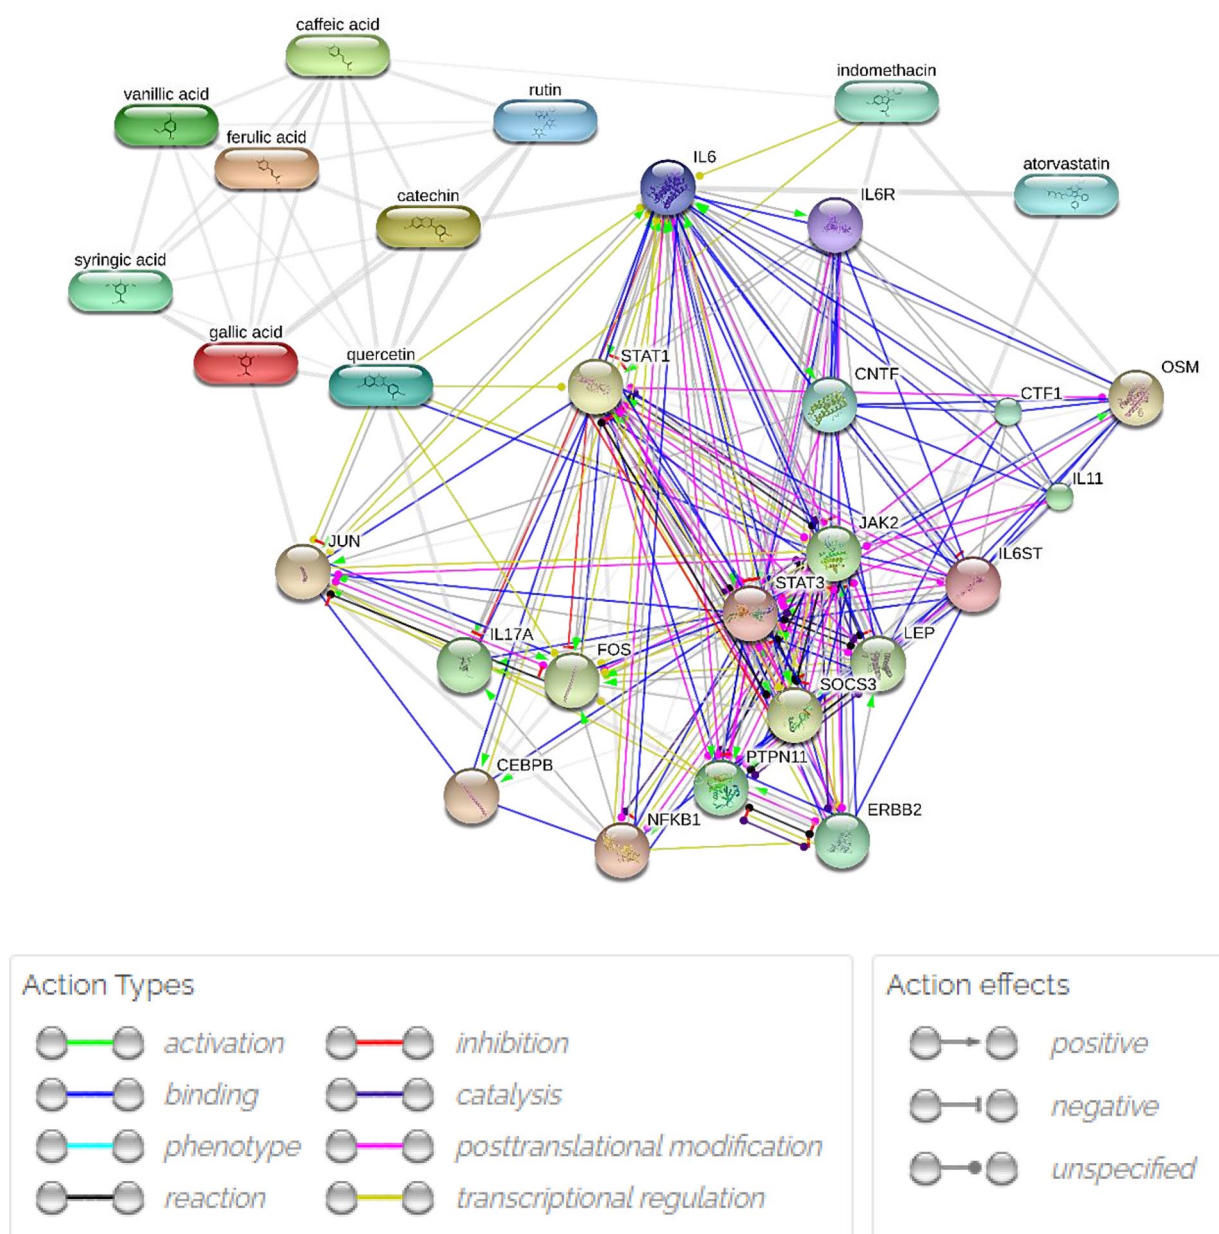 caffeic acid
indomethacin
vanillic acid
rutin
ferulic acid
IL6
atorvastatin
catechin
IL6R
syringic acid
gallic acid
quercetin
STAT1
CNTF
CTF1
OSM
IL11
JAK2
JUN
IL6ST
STAT3
IL17A
FOS
LEP
SOCS3
PTPN11
CEBPB
NFKB1
ERBB2
Action Types
activation
inhibition
binding
catalysis
phenotype
posttranslational modification
reaction
transcriptional regulation
Action effects
positive
negative
unspecified